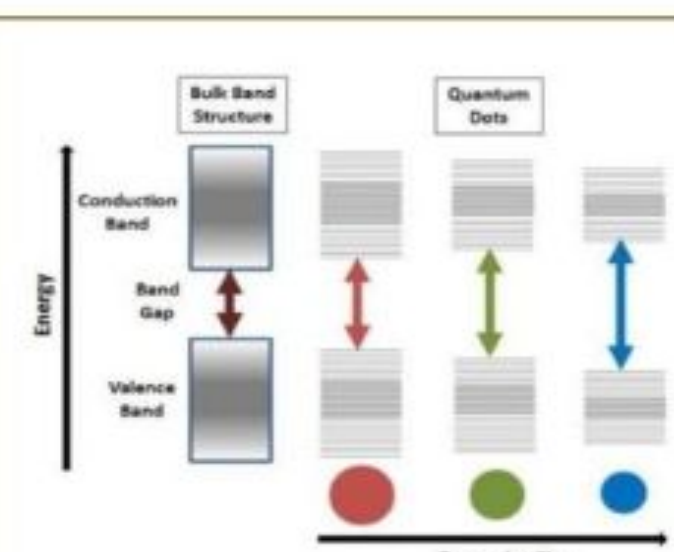 Bulk Band
Structure
Quantum
Dots
Conduction
Band
Band
Gap
Energy
Valence
Band